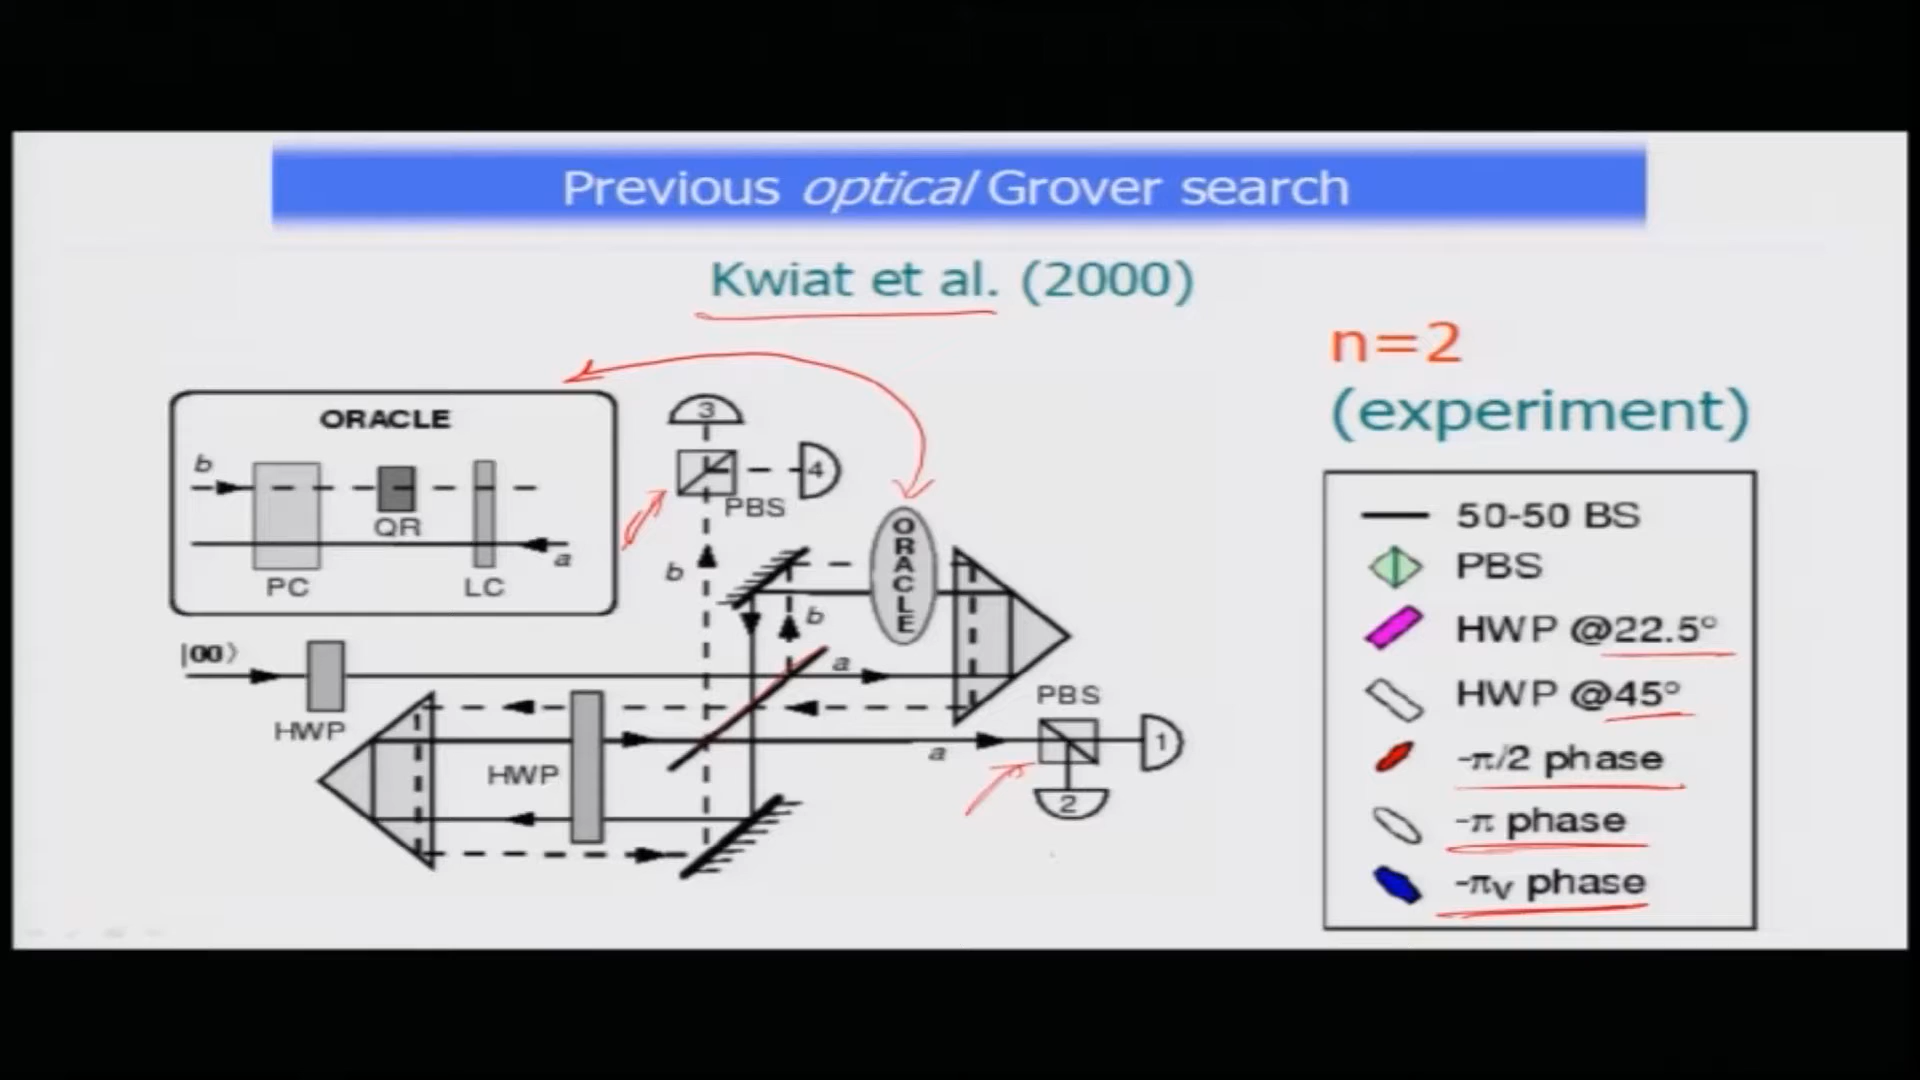 Previous optical Grover search
Kwiat et al. (2000)
n=2
(experiment)
ORACLE
b
QR
a
PC
LC
3
4
PBS
b
ORACLE
b
|00⟩
HWP
a
HWP
a
PBS
1
2
50-50 BS
PBS
HWP @22.5°
HWP @45°
-π/2 phase
-π phase
-πV phase